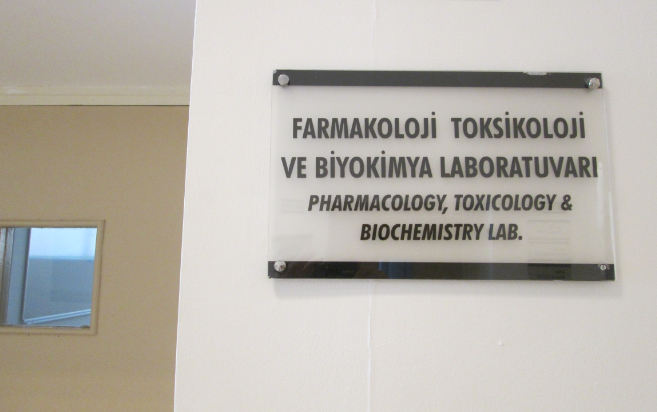 FARMAKOLOJİ TOKSİKOLOJİ
VE BİYOKİMYA LABORATUVARI
PHARMACOLOGY, TOXICOLOGY &
BIOCHEMISTRY LAB.